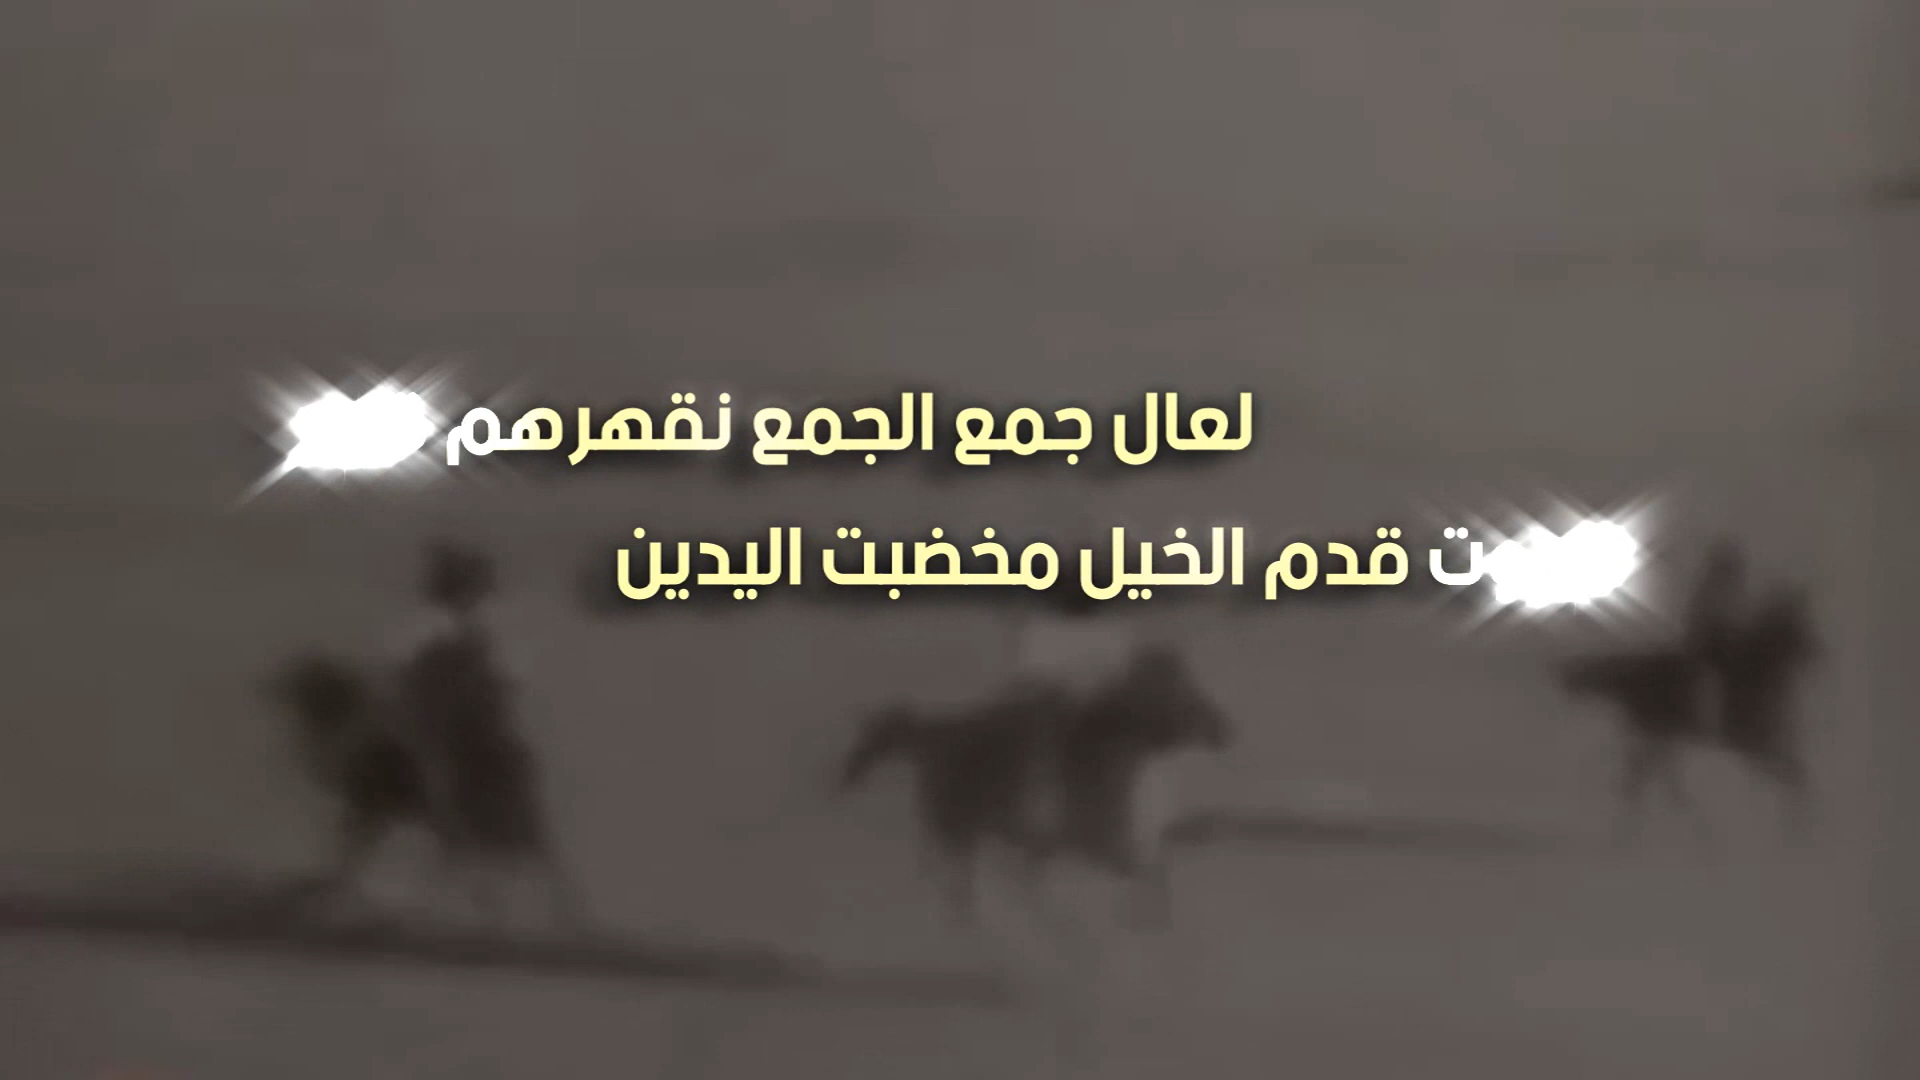 لعال جمع الجمع نقهرهم
قدم الخيل مخضبت اليدين